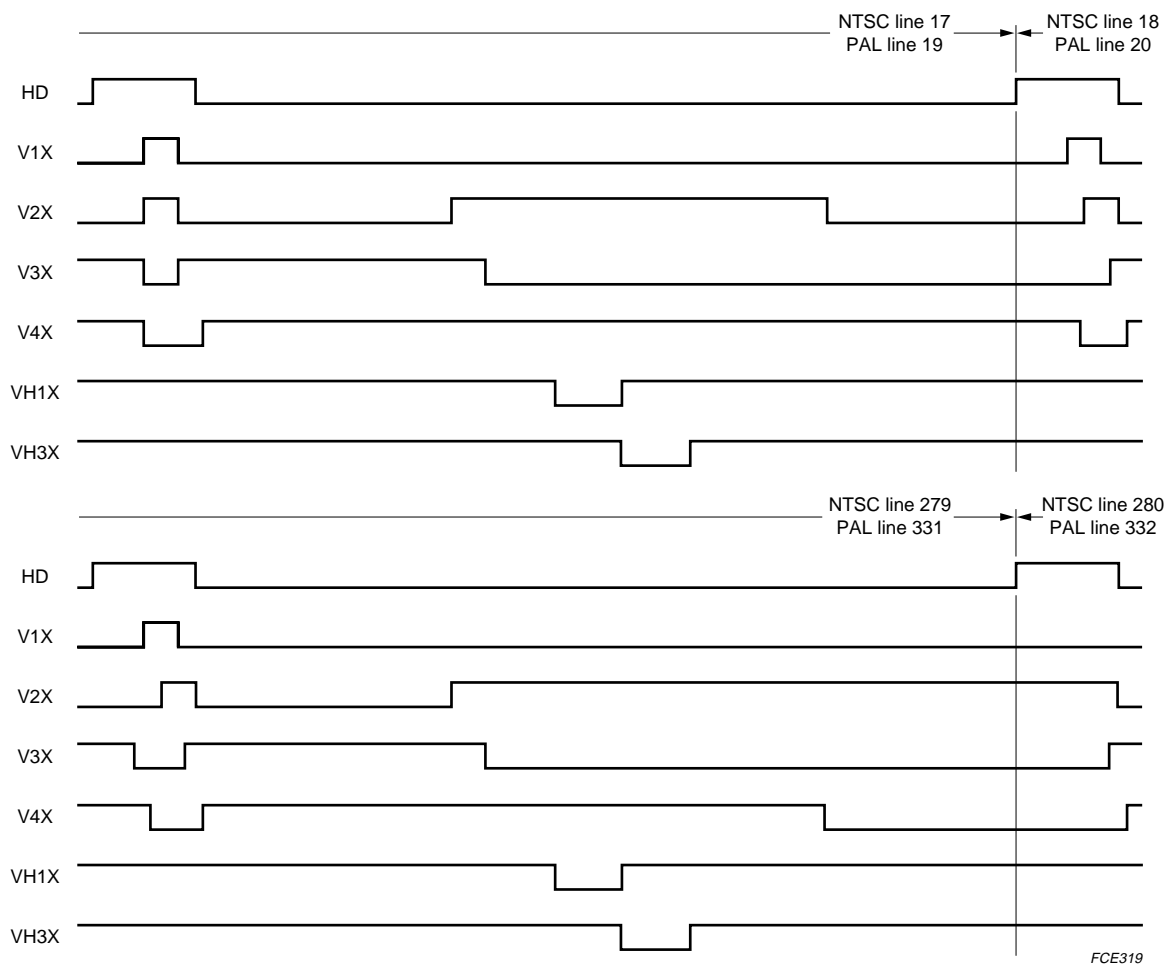 NTSC line 17
PAL line 19
NTSC line 18
PAL line 20
HD
V1X
V2X
V3X
V4X
VH1X
VH3X
NTSC line 279
PAL line 331
NTSC line 280
PAL line 332
HD
V1X
V2X
V3X
V4X
VH1X
VH3X
FCE319